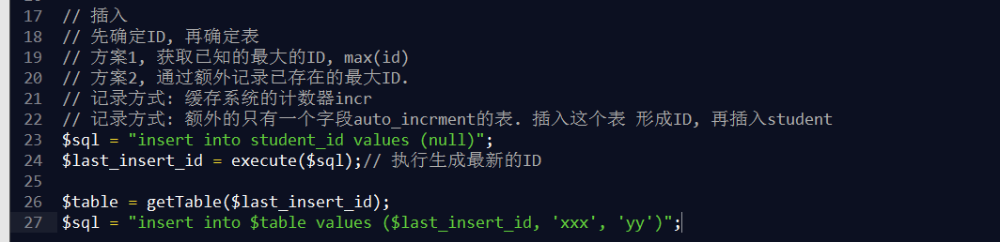 17 // 插入
18 // 先确定ID, 再确定表
19 // 方案1, 获取已知的最大的ID, max(id)
20 // 方案2, 通过额外记录已存在的最大ID.
21 // 记录方式: 缓存系统的计数器incr
22 // 记录方式: 额外的只有一个字段auto_incrment的表. 插入这个表 形成ID, 再插入student
23 $sql = "insert into student_id values (null)";
24 $last_insert_id = execute($sql);// 执行生成最新的ID
25
26 $table = getTable($last_insert_id);
27 $sql = "insert into $table values ($last_insert_id, 'xxx', 'yy')";